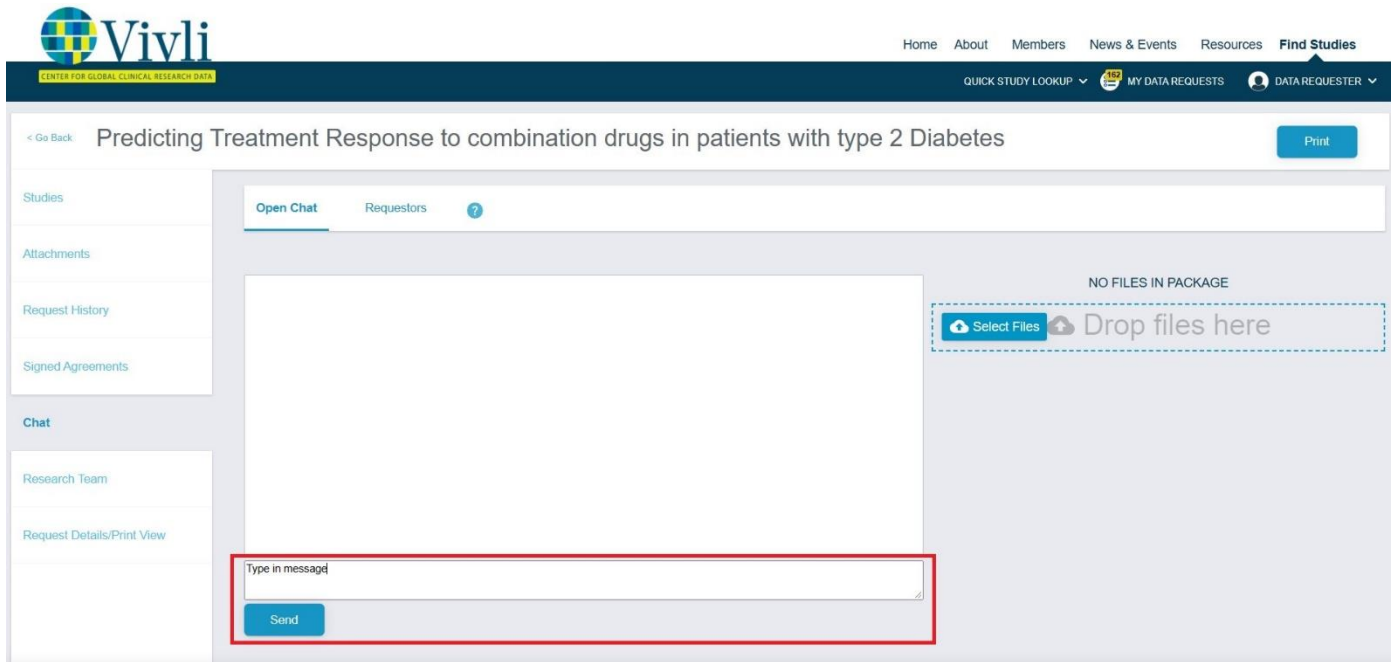 Vivli
CENTER FOR GLOBAL CLINICAL RESEARCH DATA
Home About Members News & Events Resources Find Studies
QUICK STUDY LOOKUP 162 MY DATA REQUESTS DATA REQUESTER
< Go Back Predicting Treatment Response to combination drugs in patients with type 2 Diabetes Print
Studies
Attachments
Request History
Signed Agreements
Chat
Research Team
Request Details/Print View
Open Chat Requestors ?
NO FILES IN PACKAGE
Select Files Drop files here
Type in message
Send